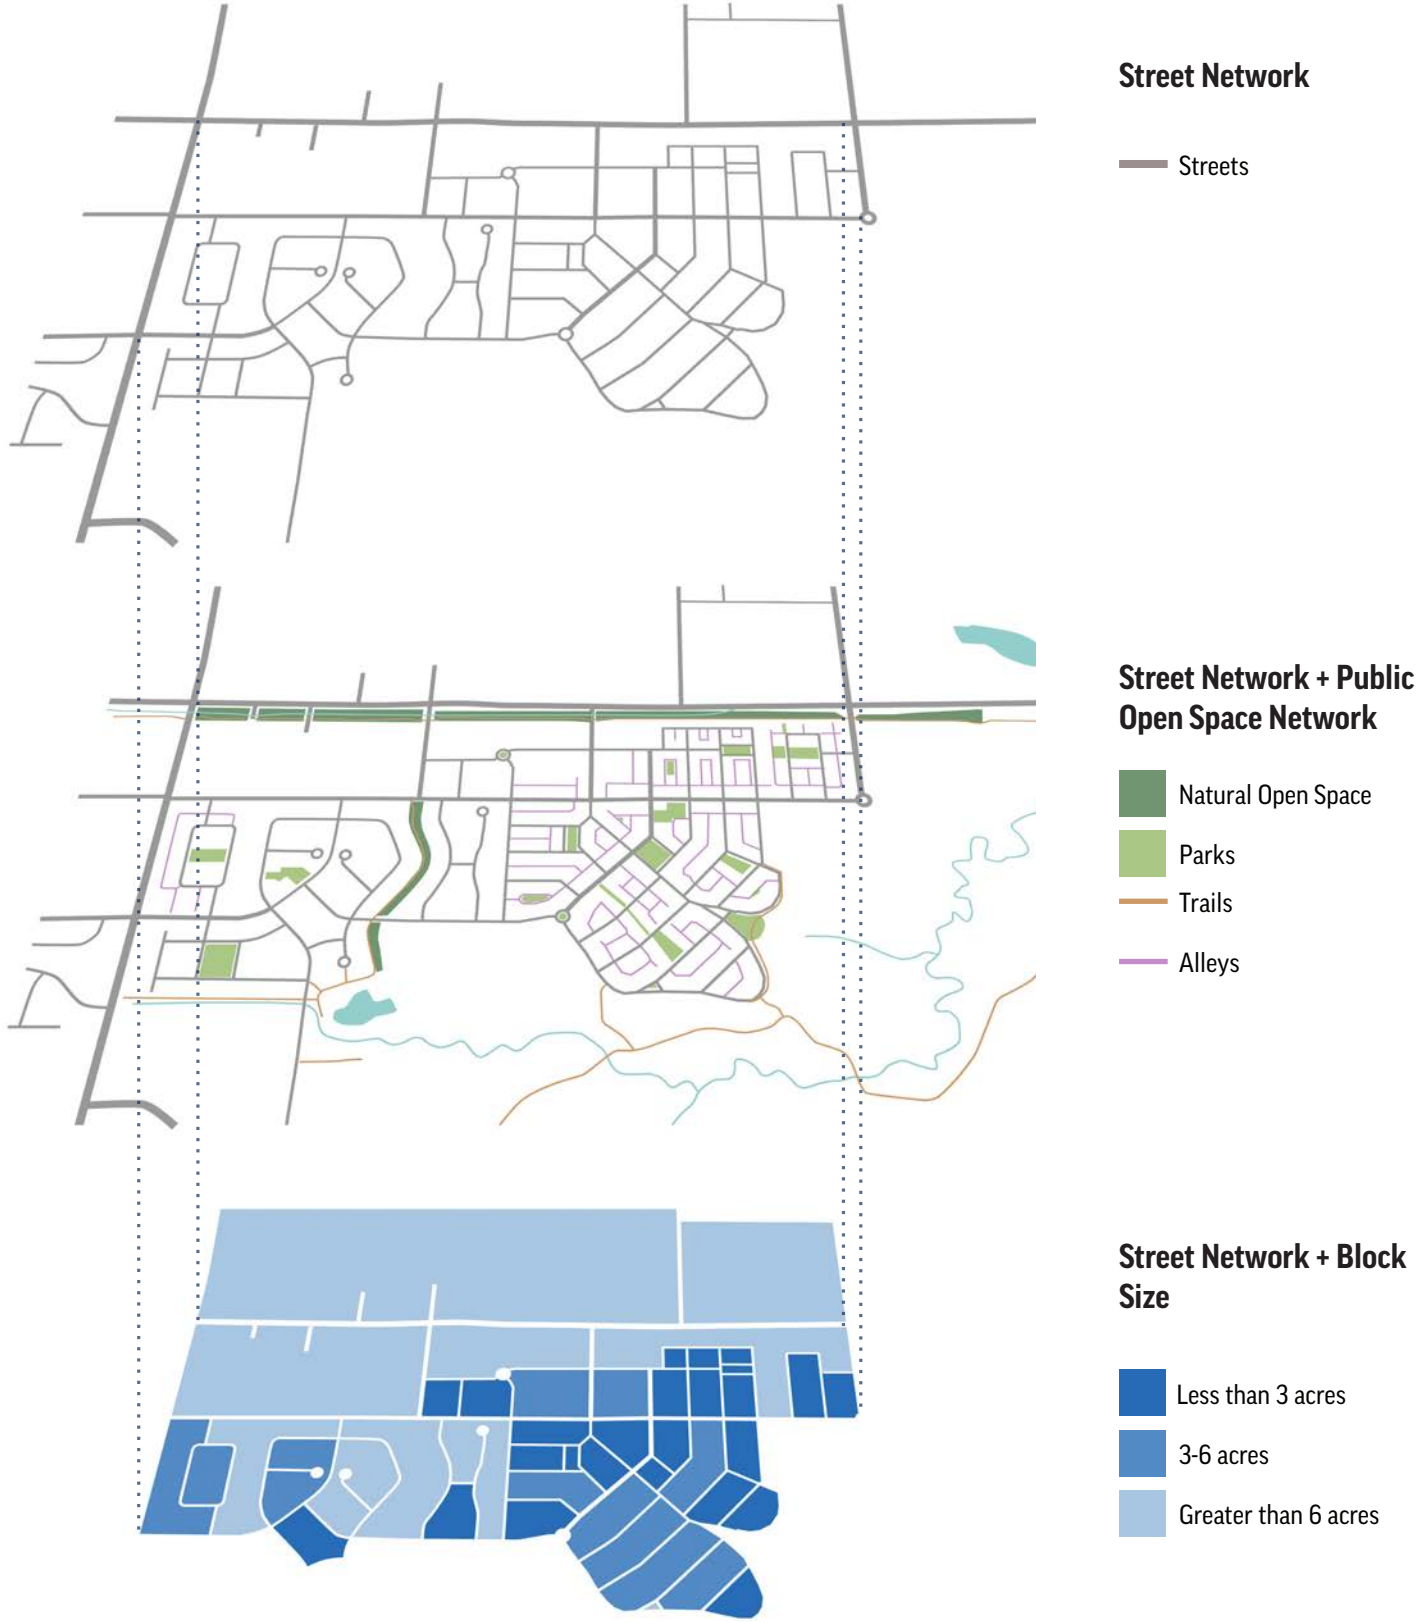 Street Network
Streets
Street Network + Public
Open Space Network
Natural Open Space
Parks
Trails
Alleys
Street Network + Block
Size
Less than 3 acres
3-6 acres
Greater than 6 acres